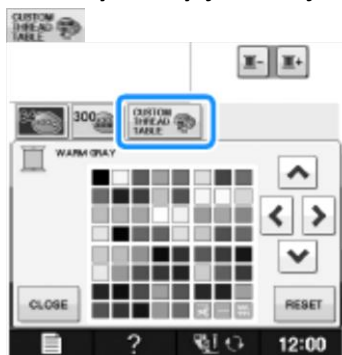 CUSTOM
THREAD
TABLE
- +
300 CUSTOM
THREAD
TABLE
WARM GRAY
CLOSE RESET
? 12:00